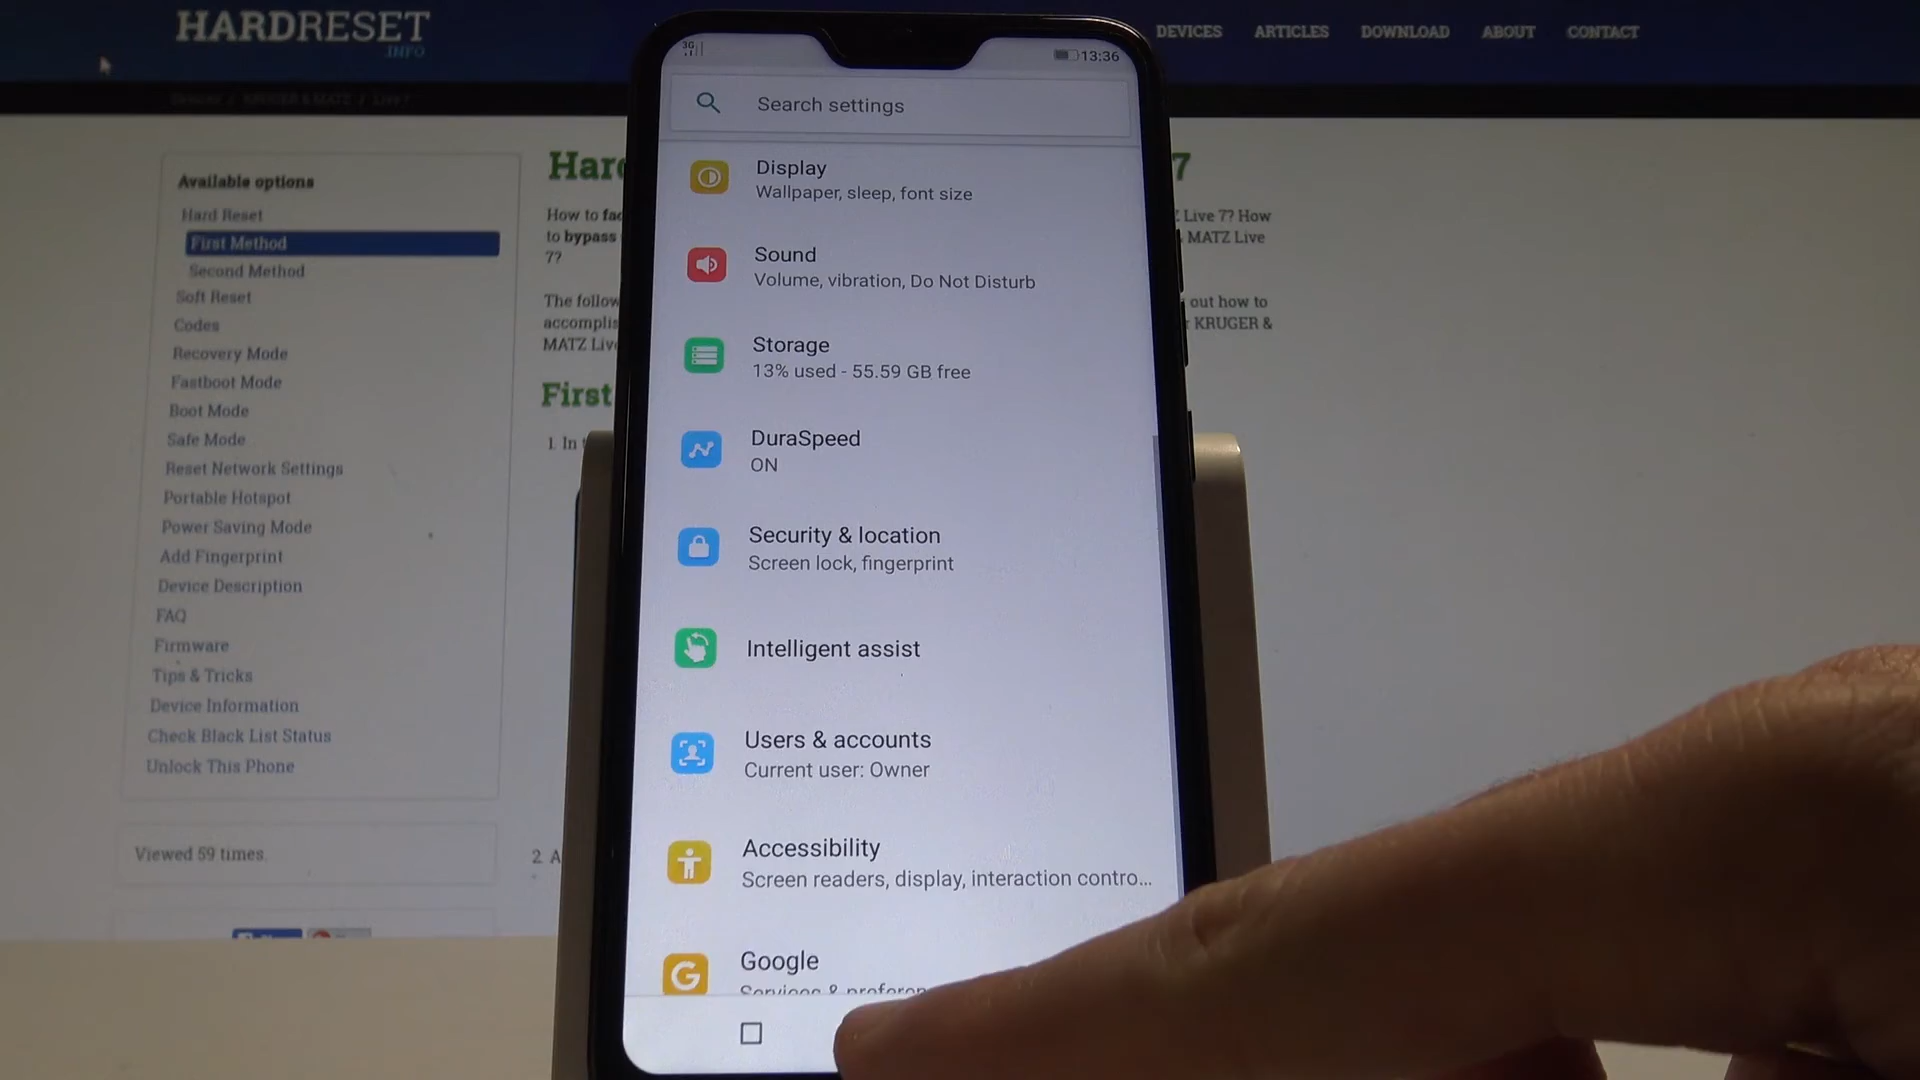 HARDRESET
.INFO
DEVICES ARTICLES DOWNLOAD ABOUT CONTACT
/ KRUGER & MATZ / Live 7
Available options
Hard Reset
First Method
Second Method
Soft Reset
Codes
Recovery Mode
Fastboot Mode
Boot Mode
Safe Mode
Reset Network Settings
Portable Hotspot
Power Saving Mode
Add Fingerprint
Device Description
FAQ
Firmware
Tips & Tricks
Device Information
Check Black List Status
Unlock This Phone
Viewed 59 times.
7
How to
Live 7? How
to bypass
MATZ Live
7?
The
out how to
KRUGER &
First
1. In
2. A
3G
13:36
Search settings
Display
Wallpaper, sleep, font size
Sound
Volume, vibration, Do Not Disturb
Storage
13% used - 55.59 GB free
DuraSpeed
ON
Security & location
Screen lock, fingerprint
Intelligent assist
Users & accounts
Current user: Owner
Accessibility
Screen readers, display, interaction contro...
Google
Services &